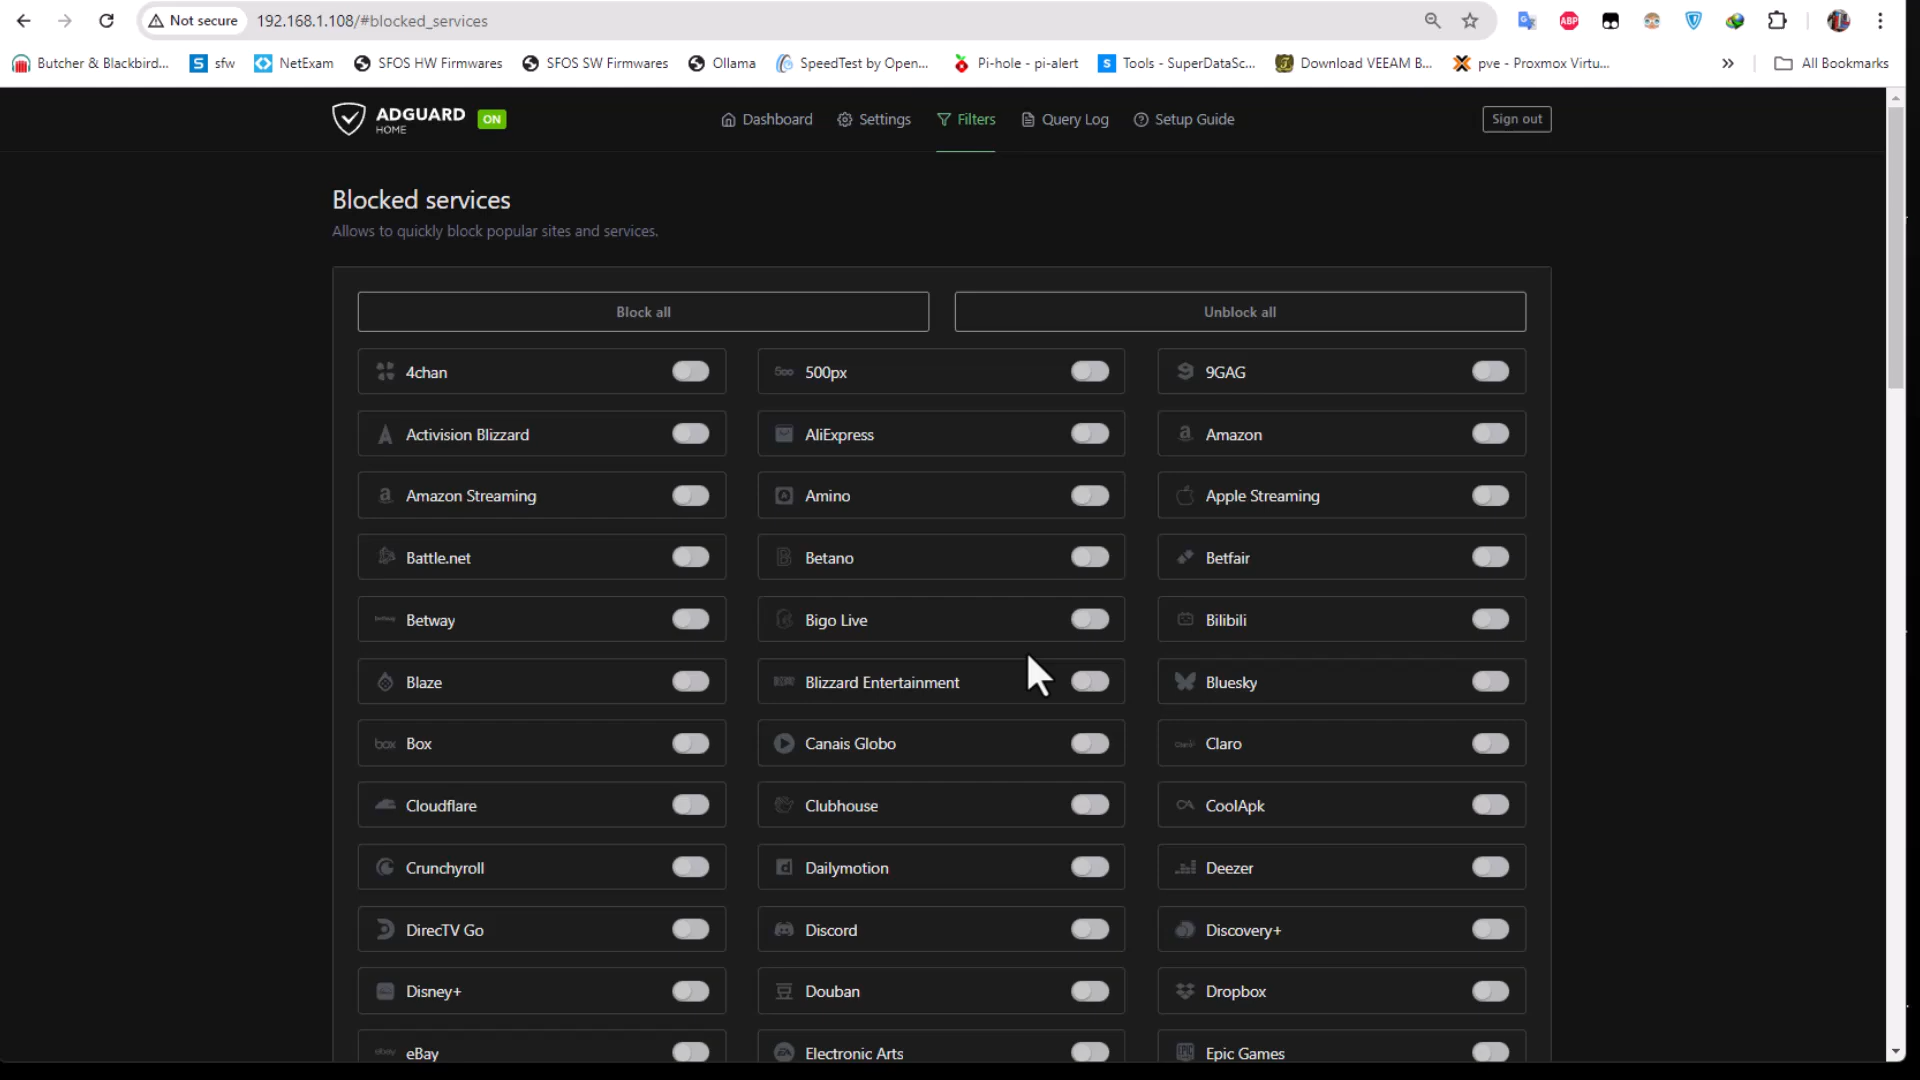 Not secure 192.168.1.108/#blocked_services
Butcher & Blackbird... sfw NetExam SFOS HW Firmwares SFOS SW Firmwares Ollama SpeedTest by Open... Pi-hole - pi-alert Tools - SuperDataSc... Download VEEAM B... pve - Proxmox Virtu... » All Bookmarks
ADGUARD HOME ON Dashboard Settings Filters Query Log Setup Guide Sign out
Blocked services
Allows to quickly block popular sites and services.
Block all Unblock all
4chan 500px 9GAG
Activision Blizzard AliExpress Amazon
Amazon Streaming Amino Apple Streaming
Battle.net Betano Betfair
Betway Bigo Live Bilibili
Blaze Blizzard Entertainment Bluesky
box Box Canais Globo Claro
Cloudflare Clubhouse CoolApk
Crunchyroll Dailymotion Deezer
DirecTV Go Discord Discovery+
Disney+ Douban Dropbox
eBay Electronic Arts Epic Games